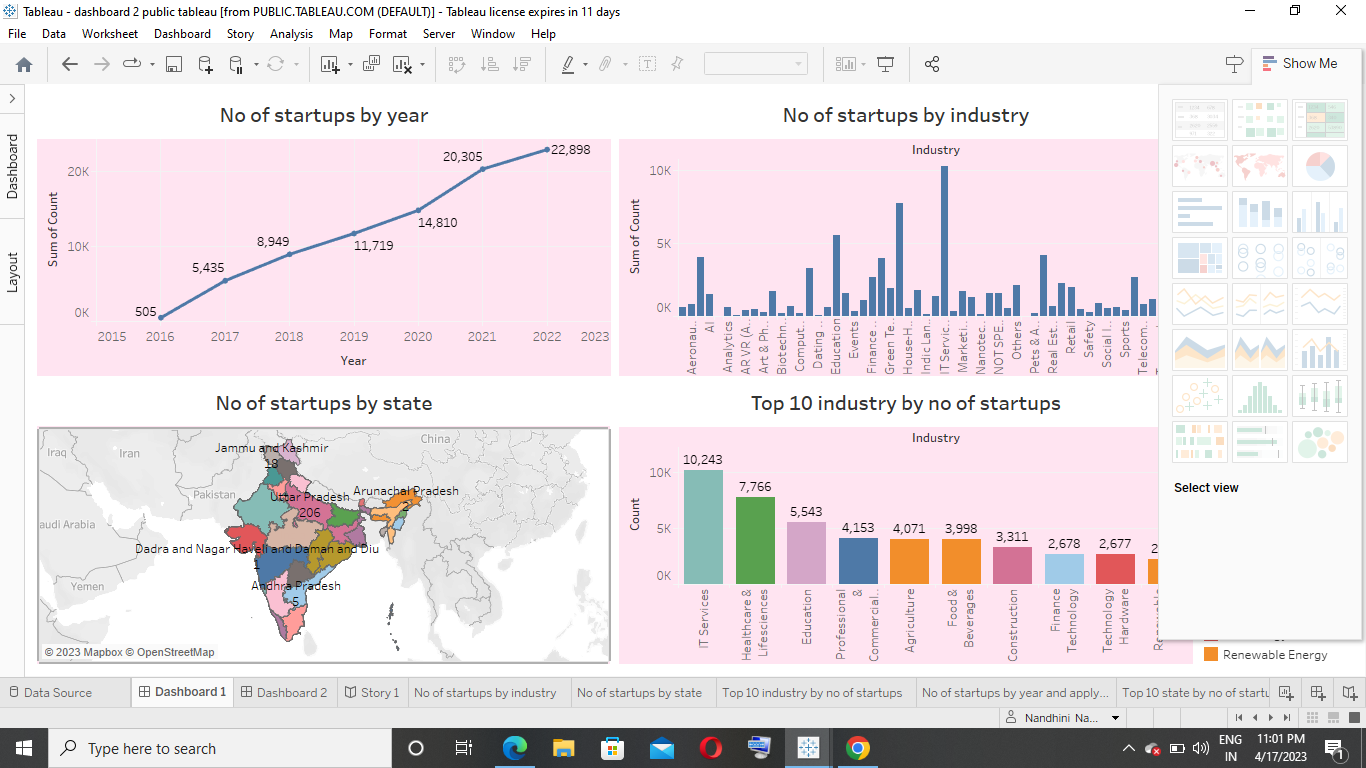 Tableau - dashboard 2 public tableau [from PUBLIC.TABLEAU.COM (DEFAULT)] - Tableau license expires in 11 days
File Data Worksheet Dashboard Story Analysis Map Format Server Window Help
Show Me
Dashboard
Layout
No of startups by year
Sum of Count
20K
10K
0K
505
5,435
8,949
11,719
14,810
20,305
22,898
2015 2016 2017 2018 2019 2020 2021 2022 2023
Year
No of startups by industry
Industry
Sum of Count
10K
5K
0K
Aeronau..
AI
Analytics
AR VR (A..
Art & Ph..
Biotechn..
Comput..
Dating ..
Education
Events
Finance ..
Green Te..
House-H..
Indic Lan..
IT Servic..
Marketi..
Nanotec..
NOT SPE..
Others
Pets & A..
Real Est..
Retail
Safety
Social I..
Sports
Telecom..
No of startups by state
Iraq
Iran
China
Pakistan
audi Arabia
Yemen
Jammu and Kashmir
18
Uttar Pradesh
206
Arunachal Pradesh
Dadra and Nagar Haveli and Daman and Diu
1
Andhra Pradesh
5
© 2023 Mapbox © OpenStreetMap
Top 10 industry by no of startups
Industry
Count
10K
5K
0K
10,243
7,766
5,543
4,153
4,071
3,998
3,311
2,678
2,677
2
IT Services
Healthcare &
Lifesciences
Education
Professional
&
Commercial..
Agriculture
Food &
Beverages
Construction
Finance
Technology
Technology
Hardware
Select view
Renewable Energy
Data Source Dashboard 1 Dashboard 2 Story 1 No of startups by industry No of startups by state Top 10 industry by no of startups No of startups by year and apply... Top 10 state by no of startu
Nandhini Na...
Type here to search
ENG
IN
11:01 PM
4/17/2023
1